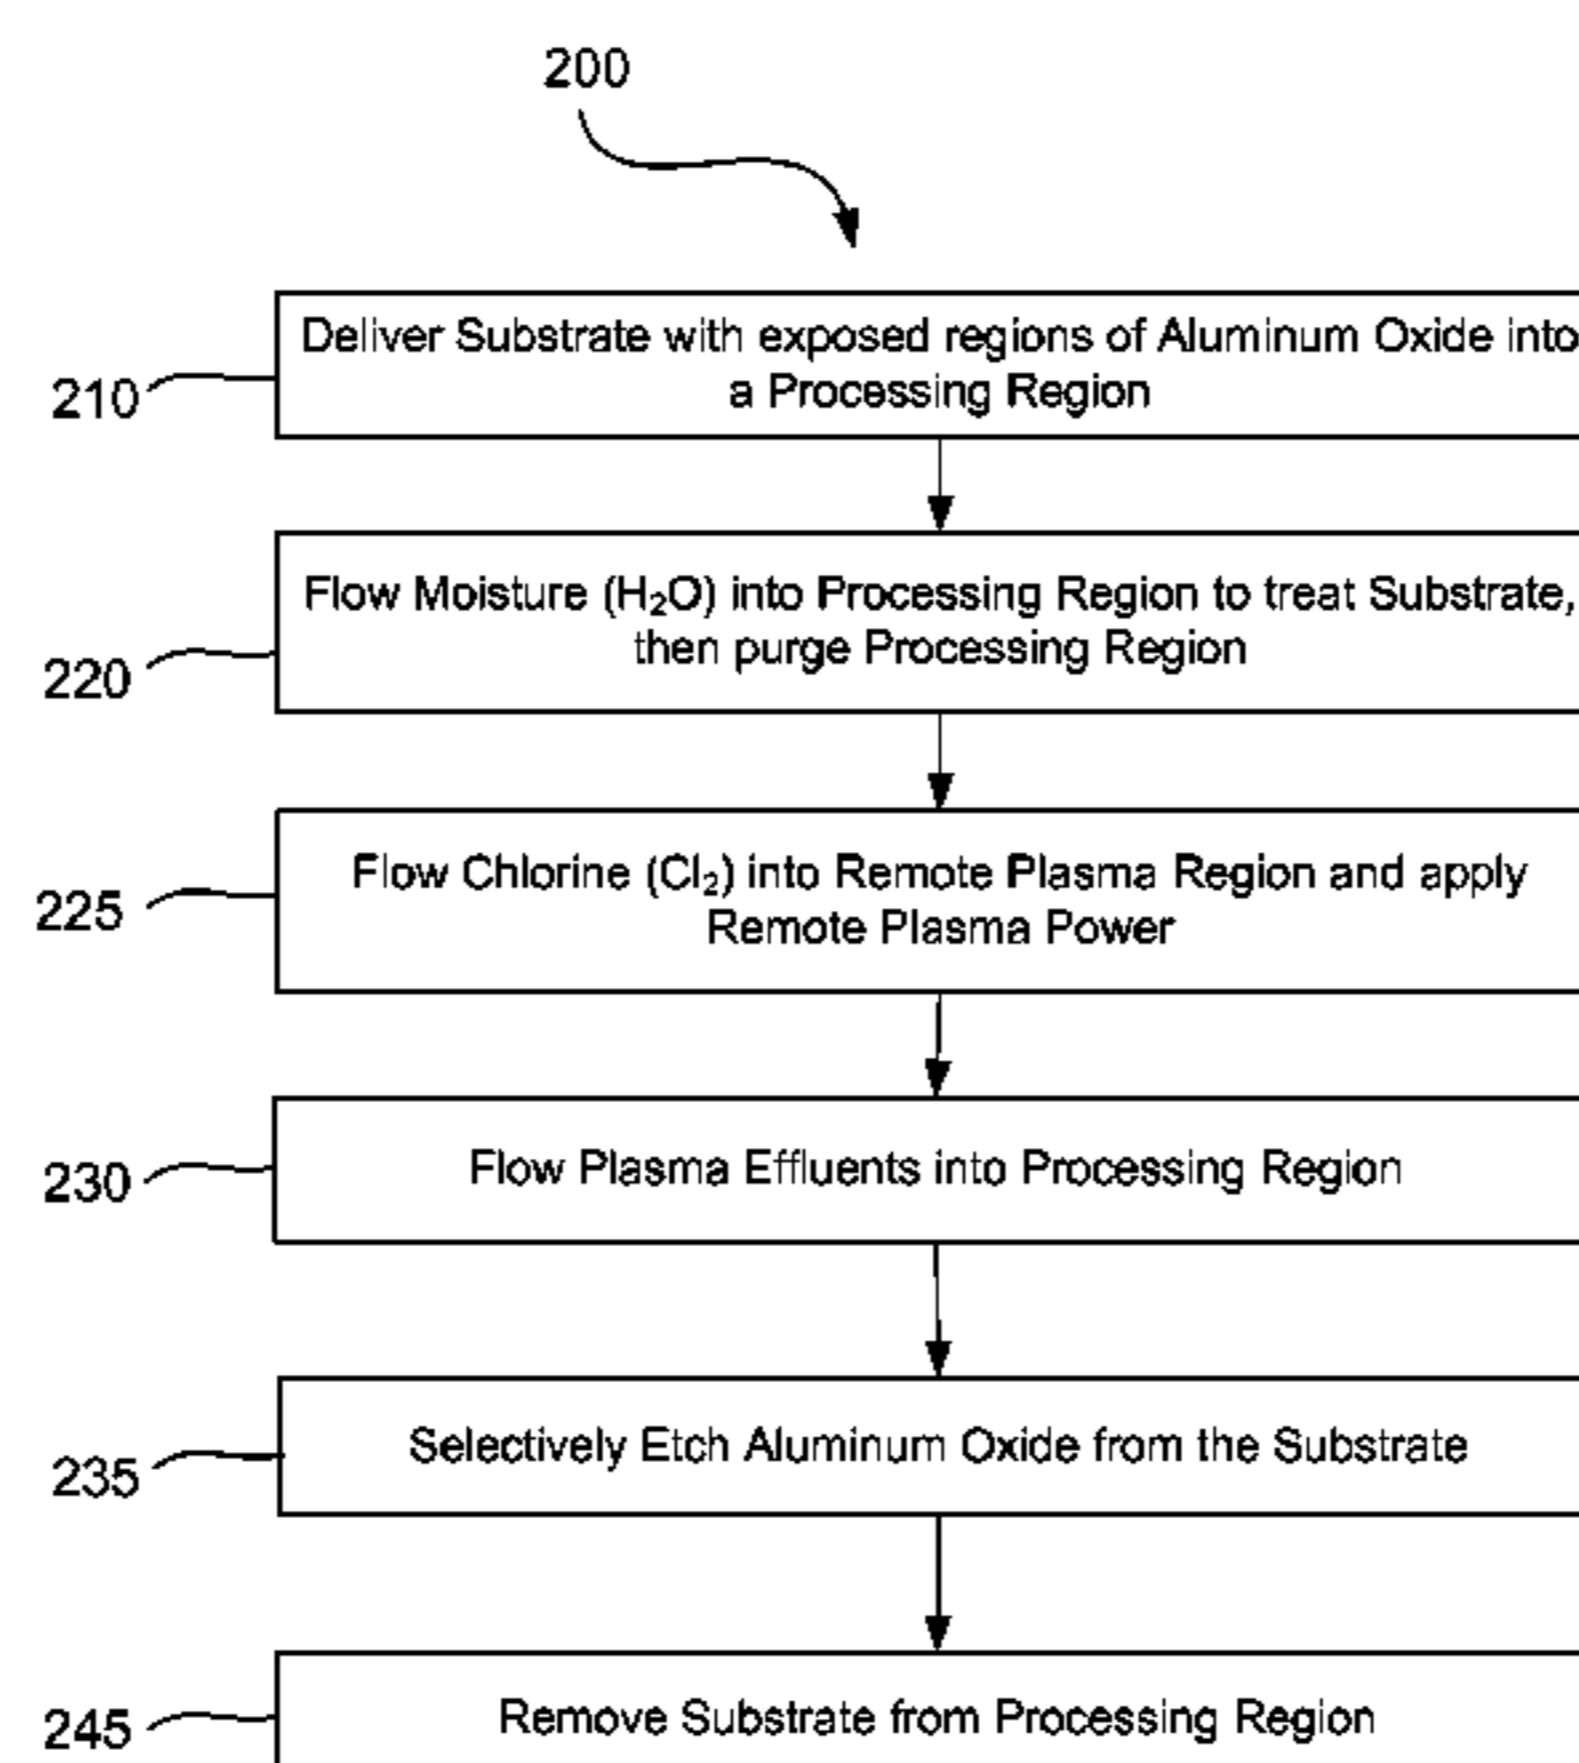 200
Deliver Substrate with exposed regions of Aluminum Oxide into
a Processing Region
210
Flow Moisture (H₂O) into Processing Region to treat Substrate,
then purge Processing Region
220
Flow Chlorine (Cl₂) into Remote Plasma Region and apply
Remote Plasma Power
225
Flow Plasma Effluents into Processing Region
230
Selectively Etch Aluminum Oxide from the Substrate
235
Remove Substrate from Processing Region
245